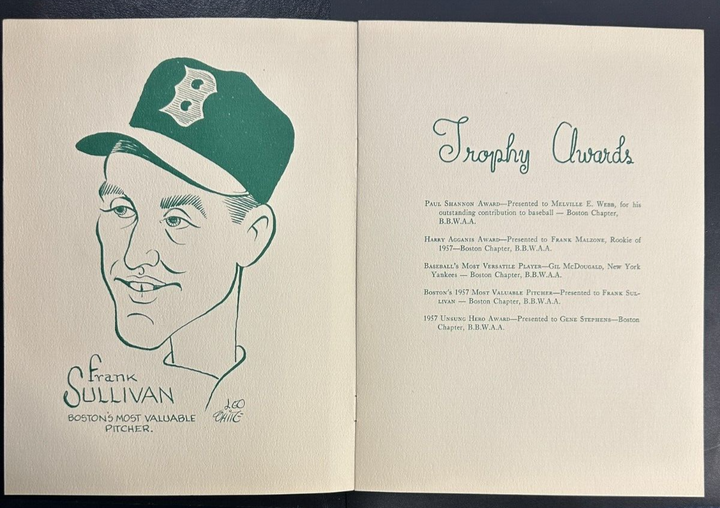 B
Frank
SULLIVAN
BOSTON'S MOST VALUABLE
PITCHER.
LEO
WHITE
Trophy Awards
PAUL SHANNON AWARD—Presented to MELVILLE E. WEBB, for his
outstanding contribution to baseball — Boston Chapter,
B.B.W.A.A.
HARRY AGGANIS AWARD—Presented to FRANK MALZONE, Rookie of
1957—Boston Chapter, B.B.W.A.A.
BASEBALL'S MOST VERSATILE PLAYER—GIL MCDOUGALD, New York
Yankees — Boston Chapter, B.B.W.A.A.
BOSTON'S 1957 MOST VALUABLE PITCHER—Presented to FRANK SUL-
LIVAN — Boston Chapter, B.B.W.A.A.
1957 UNSUNG HERO AWARD—Presented to GENE STEPHENS—Boston
Chapter, B.B.W.A.A.